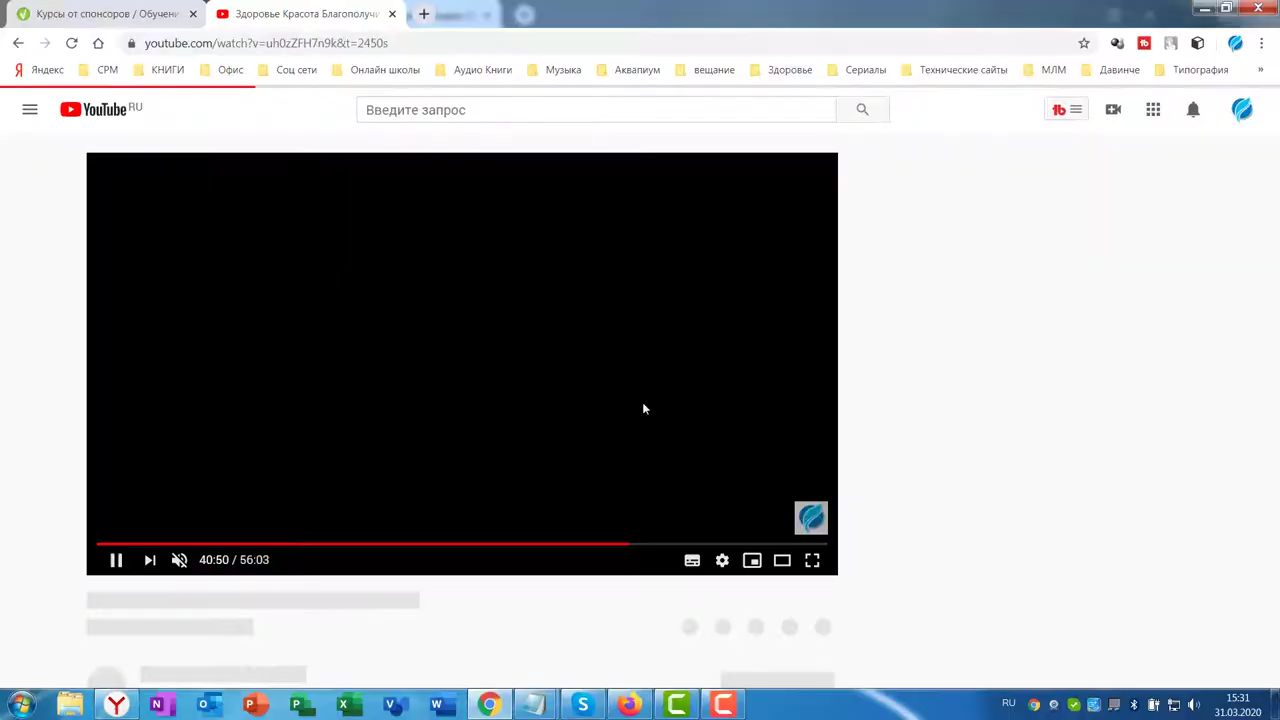 Курсы от спонсоров / Обучени
Здоровье Красота Благополучи
youtube.com/watch?v=uh0zZFH7n9k&t=2450s
Яндекс СРМ КНИГИ Офис Соц сети Онлайн школы Аудио Книги Музыка Аквапиум вещание Здоровье Сериалы Технические сайты МЛМ Давинче Типография »
YouTube RU
Введите запрос
40:50 / 56:03
RU
15:31
31.03.2020